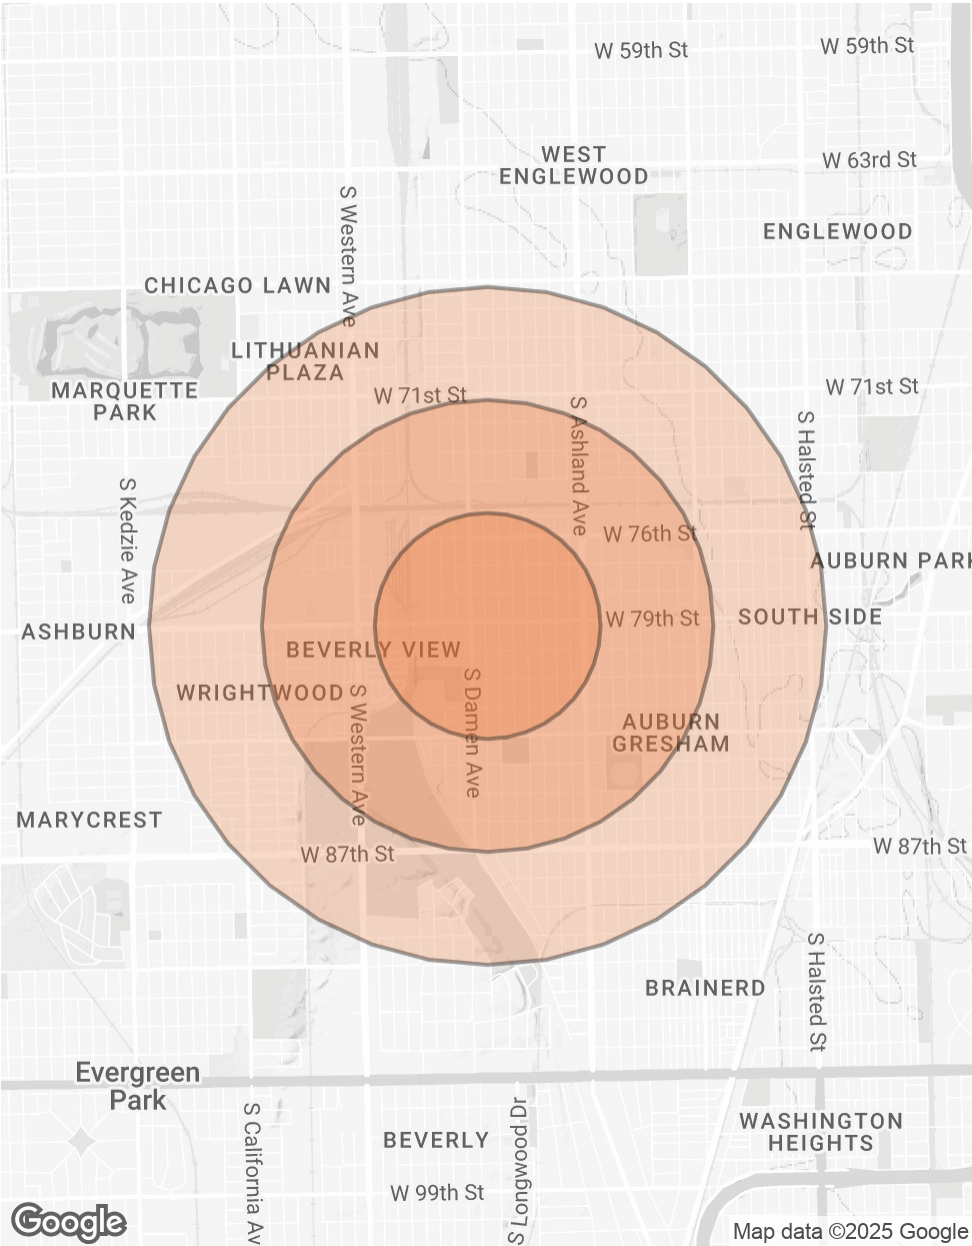 W 59th St
W 59th St
WEST
ENGLEWOOD
W 63rd St
S Western Ave
ENGLEWOOD
CHICAGO LAWN
LITHUANIAN
PLAZA
MARQUETTE
PARK
W 71st St
W 71st St
S Ashland Ave
S Halsted St
S Kedzie Ave
W 76th St
AUBURN PARK
ASHBURN
W 79th St
SOUTH SIDE
BEVERLY VIEW
WRIGHTWOOD
S Western Ave
S Damen Ave
AUBURN
GRESHAM
MARYCREST
W 87th St
W 87th St
S Halsted St
BRAINERD
Evergreen
Park
S California Av
S Longwood Dr
BEVERLY
WASHINGTON
HEIGHTS
W 99th St
Google
Map data ©2025 Google